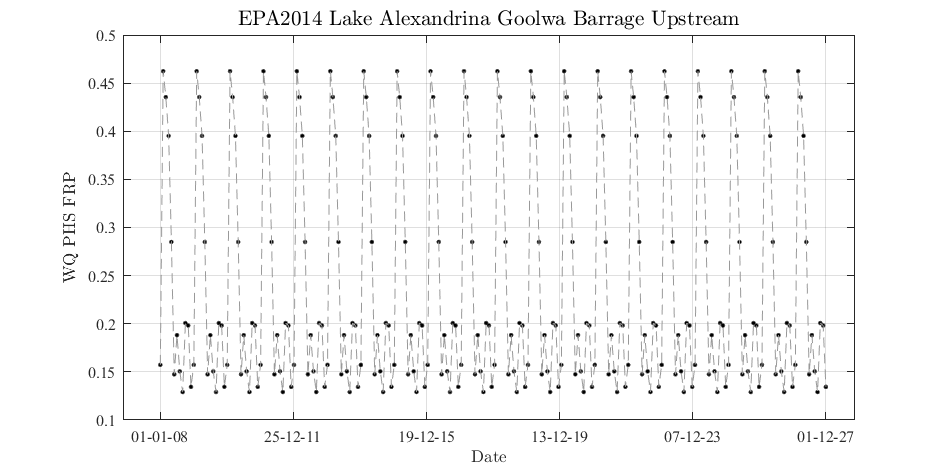 EPA2014 Lake Alexandrina Goolwa Barrage Upstream
0.5
0.45
0.4
0.35
0.3
0.25
0.2
0.15
0.1
WQ PHS FRP
01-01-08 25-12-11 19-12-15 13-12-19 07-12-23 01-12-27
Date